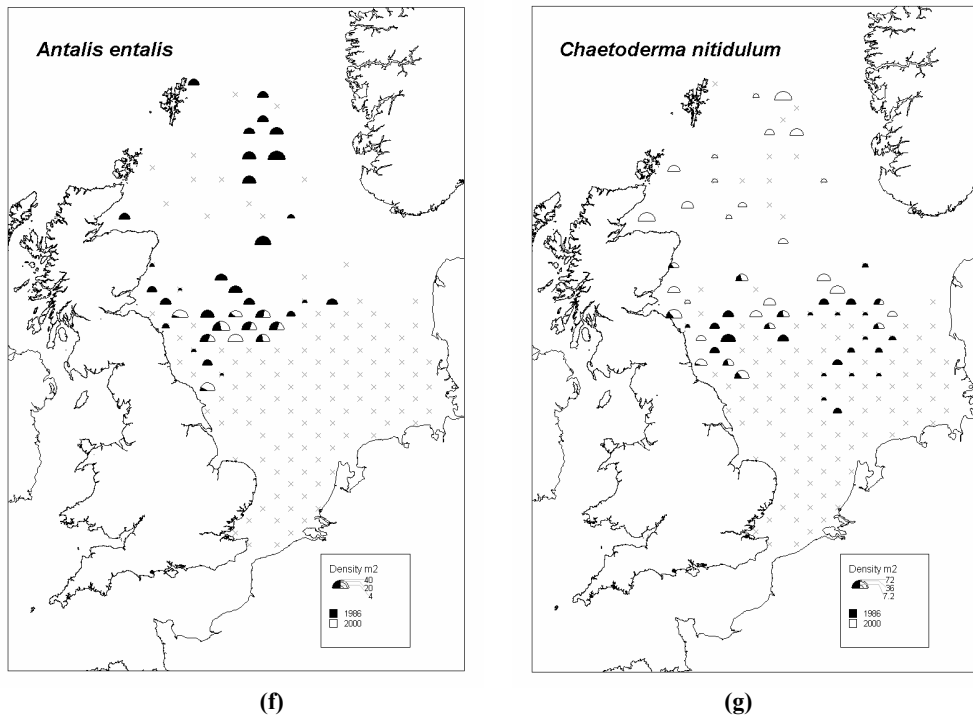 Antalis entalis
Density m2
40
20
4
1986
2000
(f)
Chaetoderma nitidulum
Density m2
72
36
7.2
1986
2000
(g)